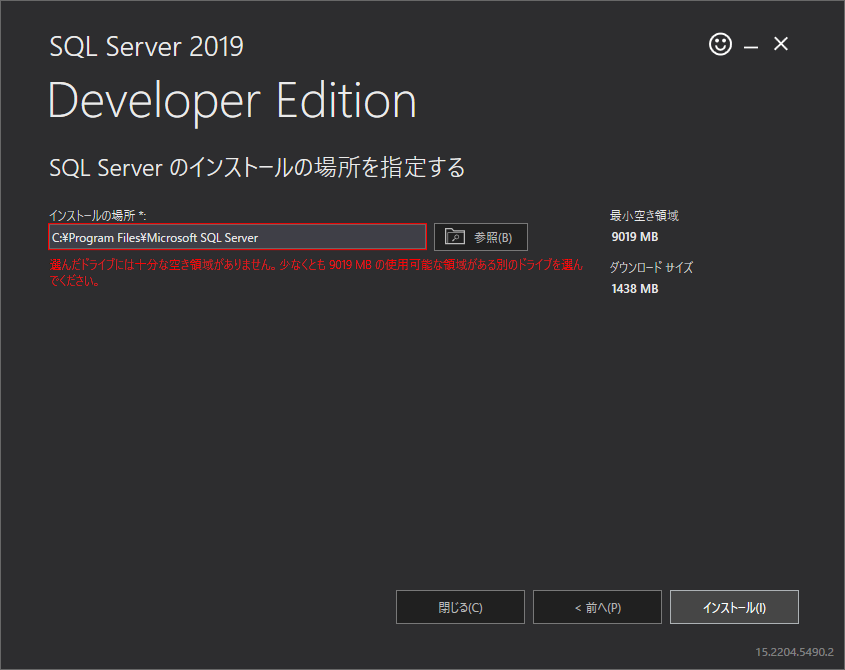 SQL Server 2019
Developer Edition
SQL Server のインストールの場所を指定する
インストールの場所 *:
C:¥Program Files¥Microsoft SQL Server
参照(B)
選んだドライブには十分な空き領域がありません。少なくとも 9019 MB の使用可能な領域がある別のドライブを選ん
でください。
最小空き領域
9019 MB
ダウンロード サイズ
1438 MB
閉じる(C)
< 前へ(P)
インストール(I)
15.2204.5490.2